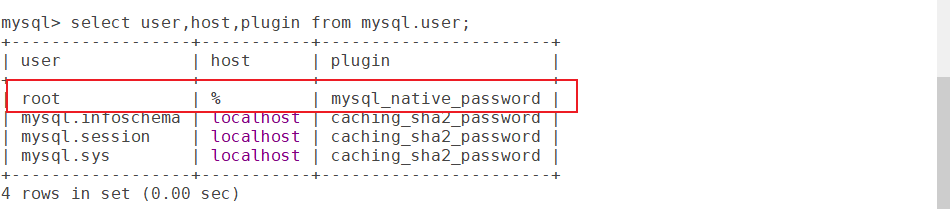 mysql> select user,host,plugin from mysql.user;
+------------------+-----------+-----------------------+
| user             | host      | plugin                |
+------------------+-----------+-----------------------+
| root             | %         | mysql_native_password |
| mysql.infoschema | localhost | caching_sha2_password |
| mysql.session    | localhost | caching_sha2_password |
| mysql.sys        | localhost | caching_sha2_password |
+------------------+-----------+-----------------------+
4 rows in set (0.00 sec)